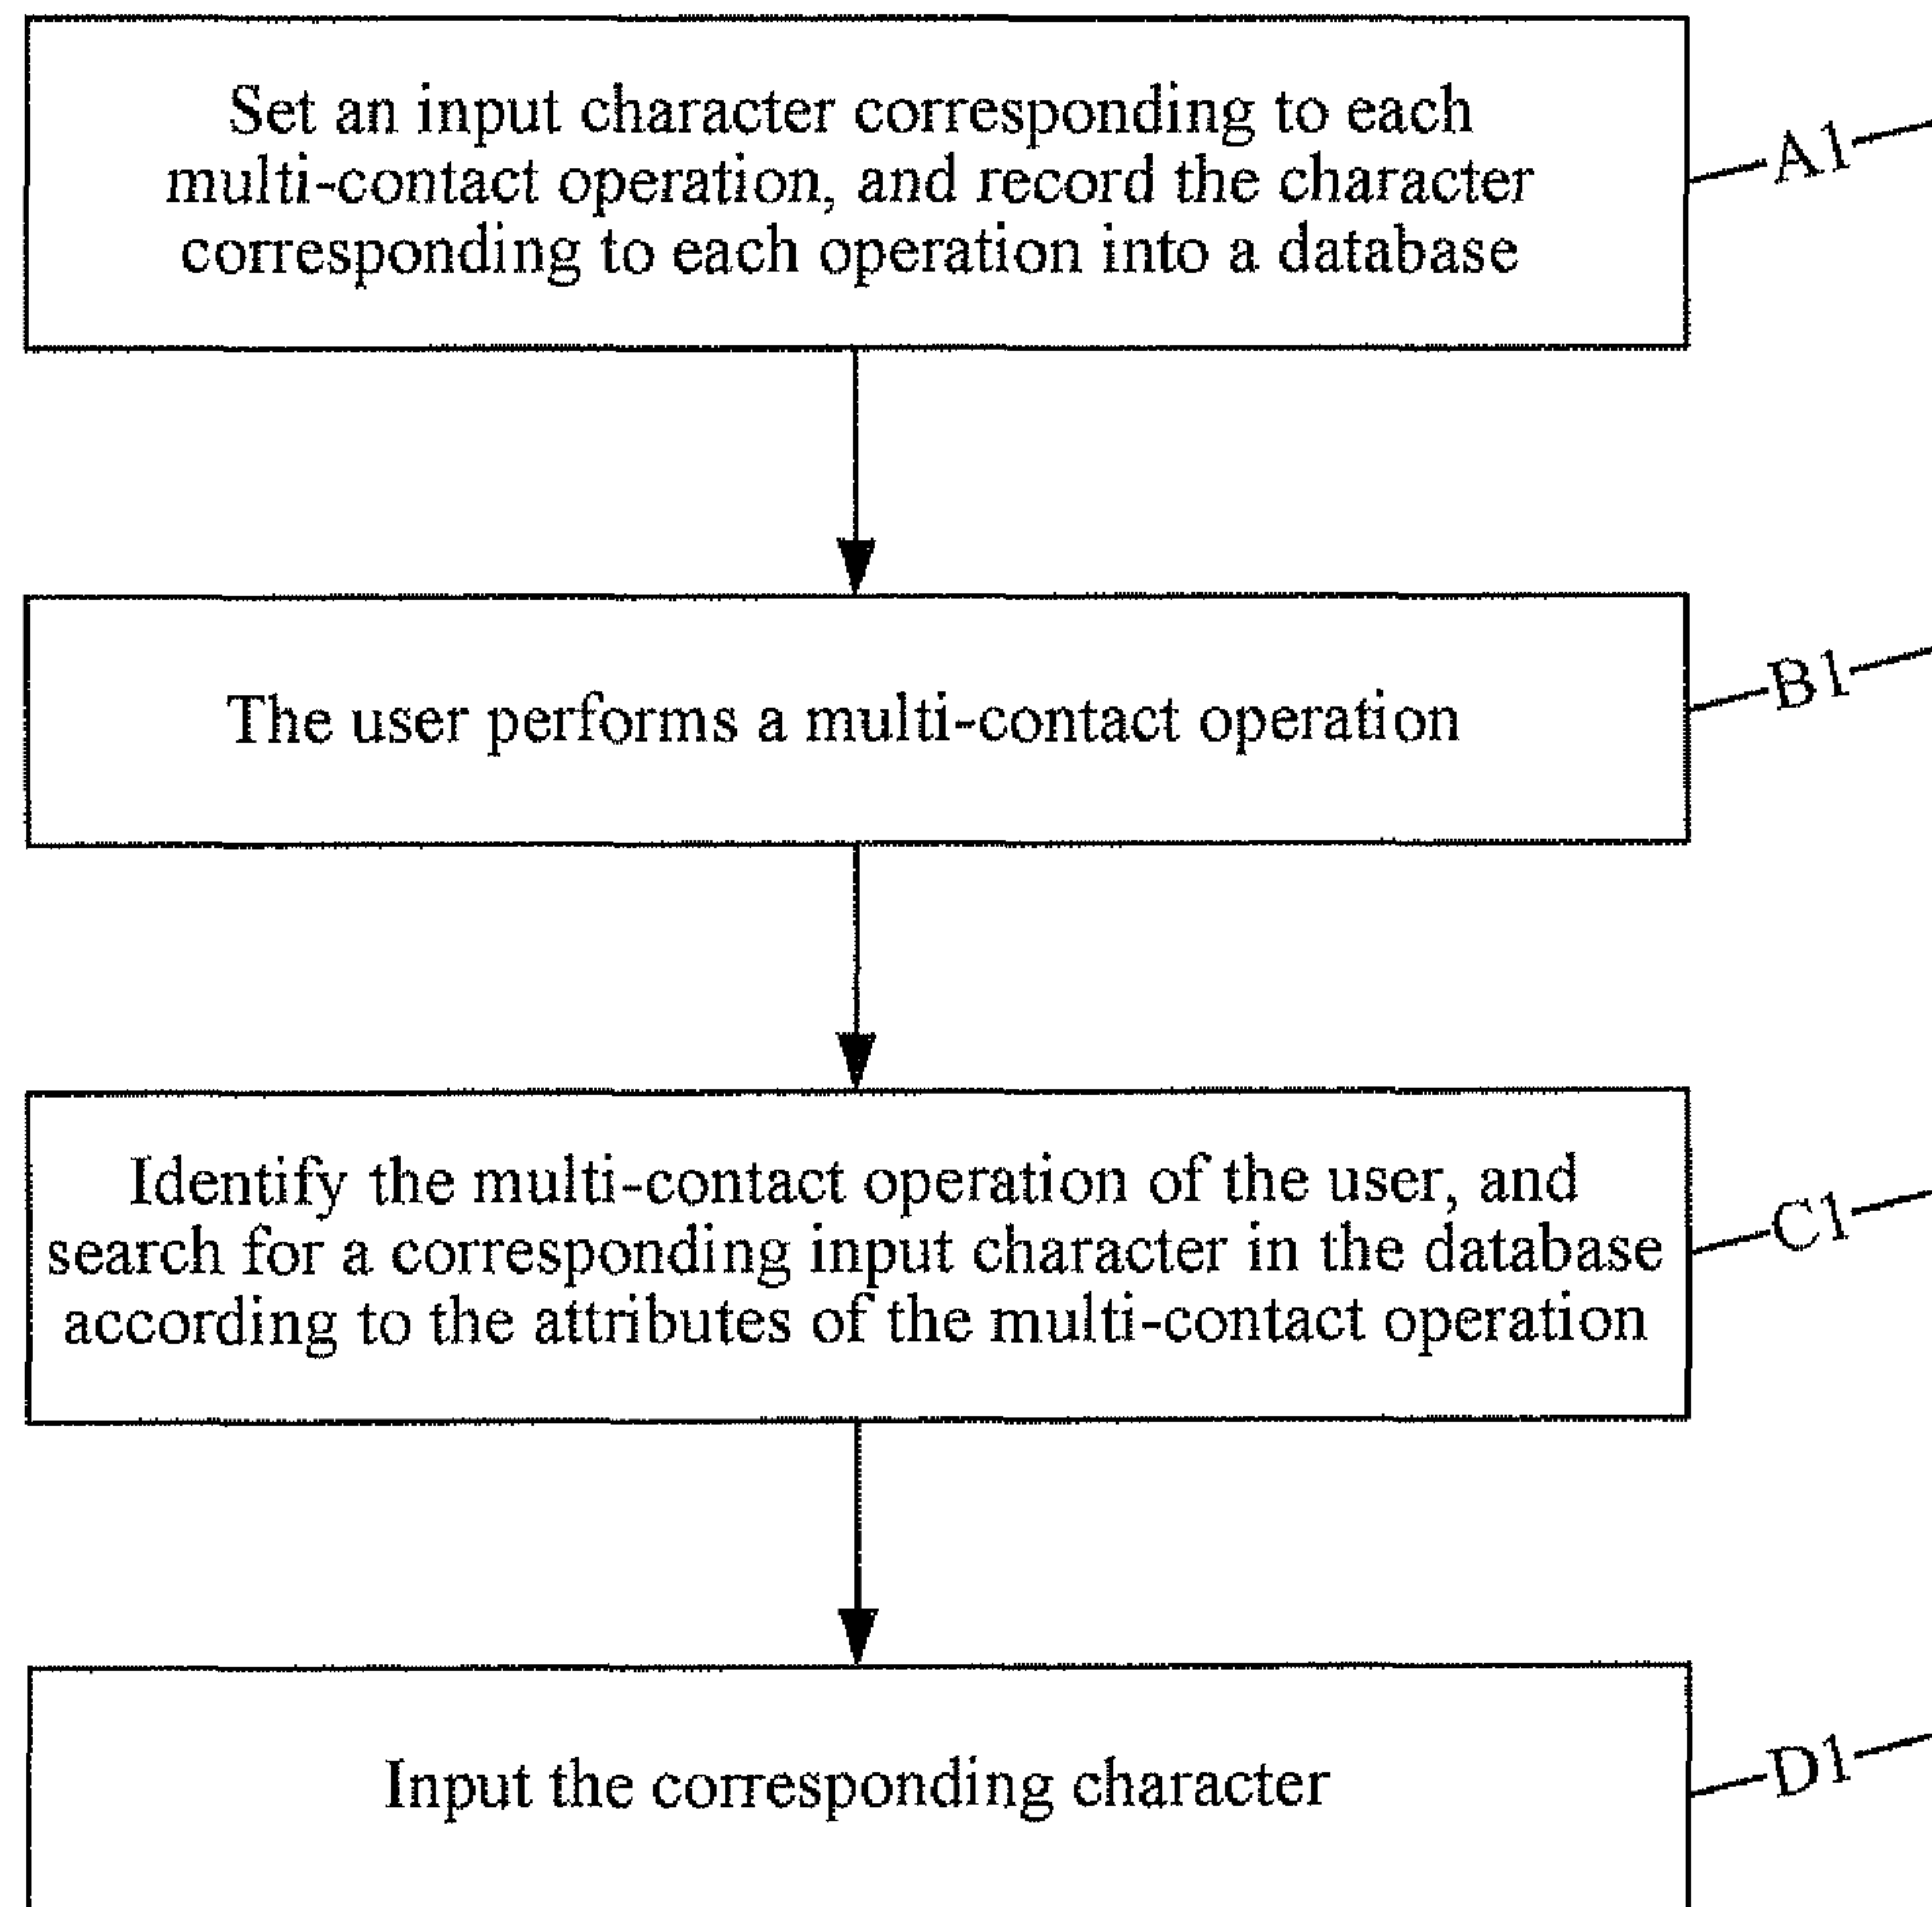 Set an input character corresponding to each
multi-contact operation, and record the character
corresponding to each operation into a database
A1
The user performs a multi-contact operation
B1
Identify the multi-contact operation of the user, and
search for a corresponding input character in the database
according to the attributes of the multi-contact operation
C1
Input the corresponding character
D1